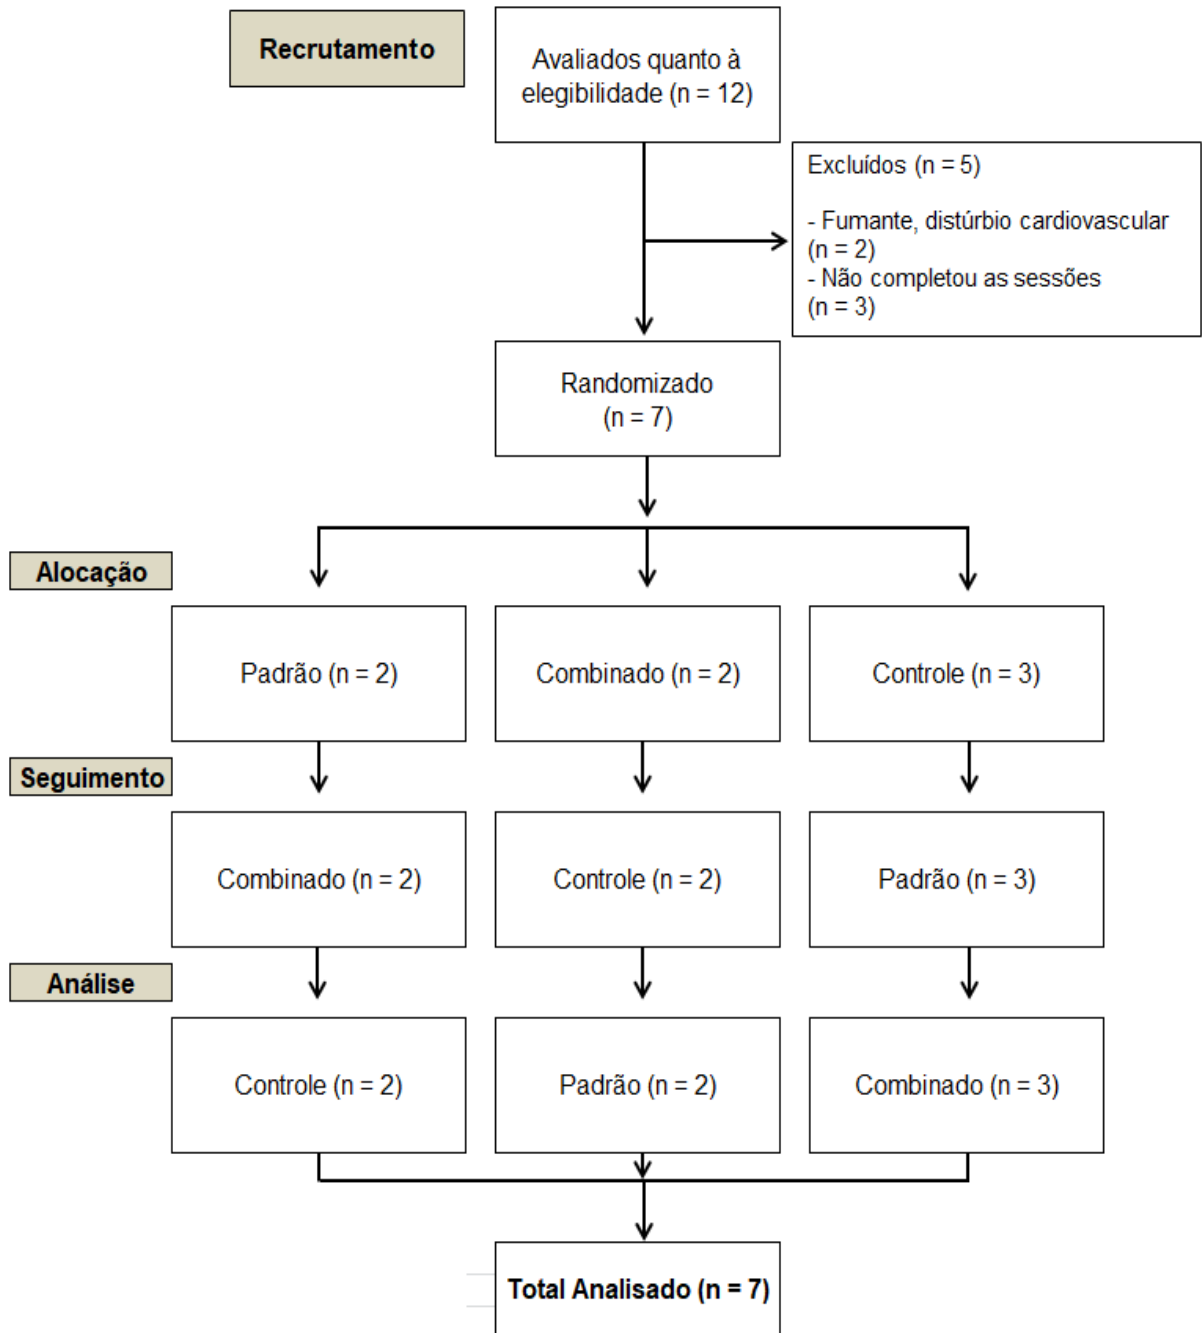 Recrutamento
Avaliados quanto à
elegibilidade (n = 12)
Excluídos (n = 5)
- Fumante, distúrbio cardiovascular
(n = 2)
- Não completou as sessões
(n = 3)
Randomizado
(n = 7)
Alocação
Padrão (n = 2)
Combinado (n = 2)
Controle (n = 3)
Seguimento
Combinado (n = 2)
Controle (n = 2)
Padrão (n = 3)
Análise
Controle (n = 2)
Padrão (n = 2)
Combinado (n = 3)
Total Analisado (n = 7)